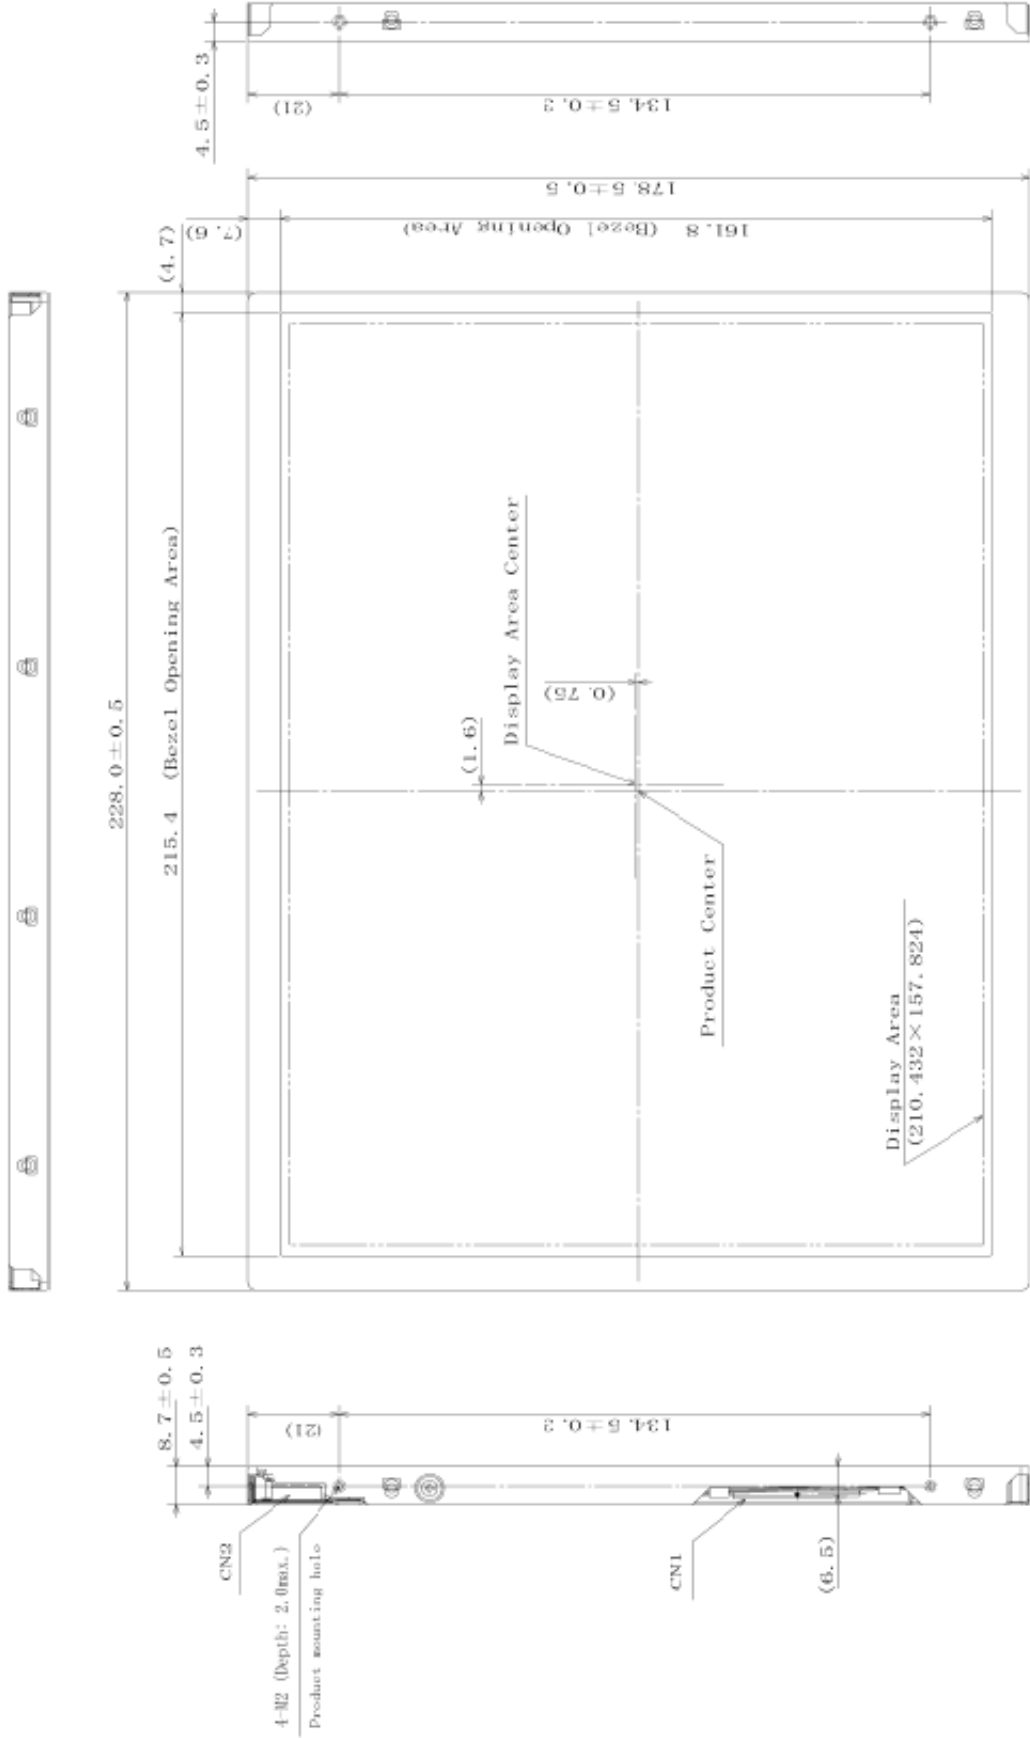 4.5±0.3
(21)
134.5±0.2
178.5±0.5
(7.6)
161.8 (Bezel Opening Area)
(4.7)
228.0±0.5
215.4 (Bezel Opening Area)
Display Area Center
(0.75)
(1.6)
Product Center
Display Area
(210.432×157.824)
8.7±0.5
4.5±0.3
(21)
134.5±0.2
CN2
4-M2 (Depth: 2.0max.)
Product mounting hole
CN1
(6.5)